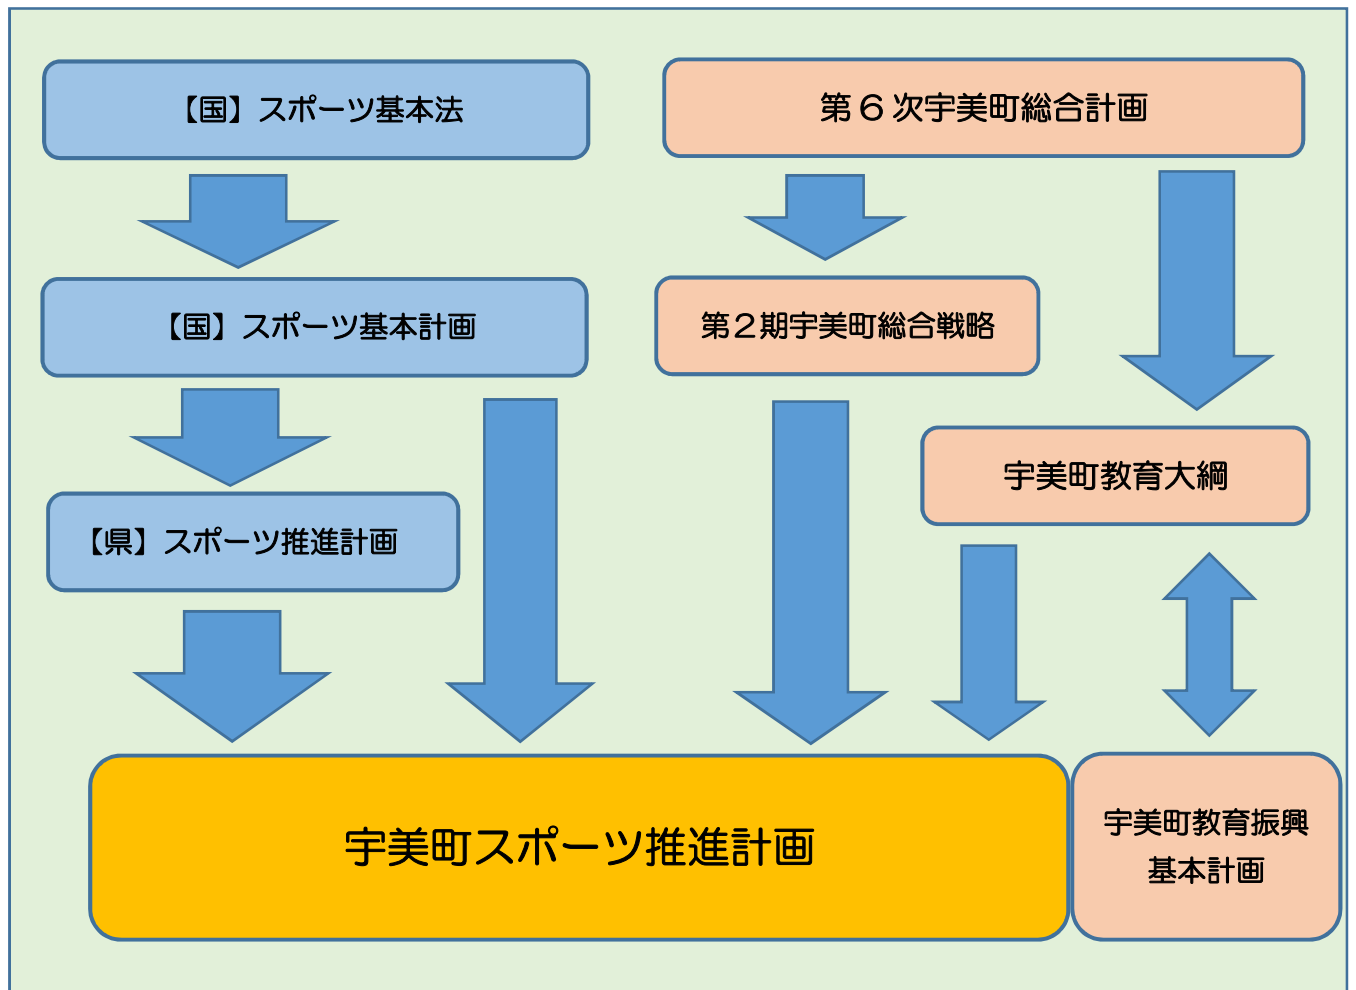 【国】スポーツ基本法
第6次宇美町総合計画
【国】スポーツ基本計画
第2期宇美町総合戦略
宇美町教育大綱
【県】スポーツ推進計画
宇美町スポーツ推進計画
宇美町教育振興
基本計画